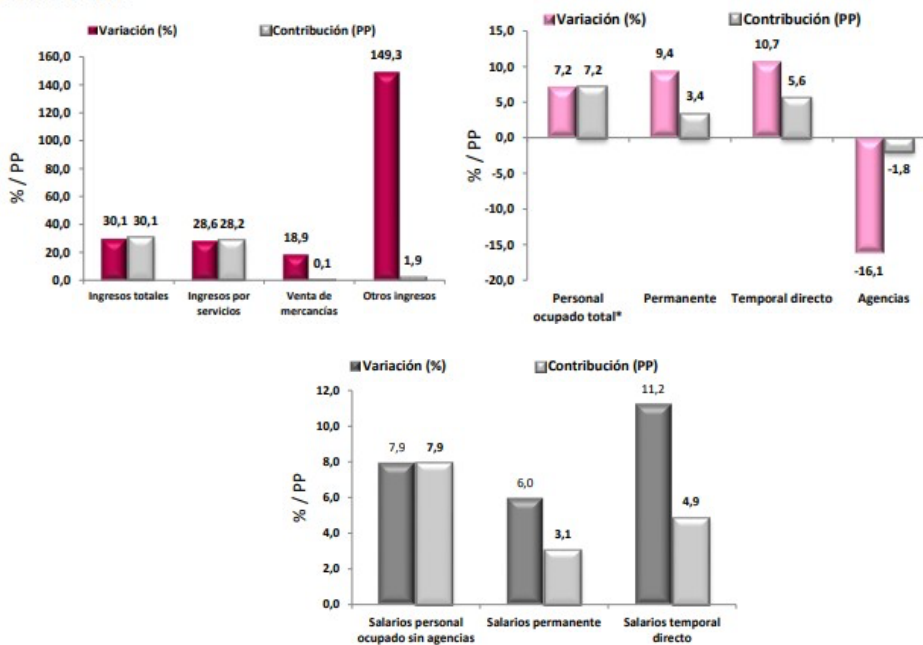 Variación (%) Contribución (PP)
160,0
140,0
120,0
100,0
80,0
60,0
40,0
20,0
0,0
% / PP
30,1 30,1
28,6 28,2
18,9
0,1
149,3
1,9
Ingresos totales
Ingresos por
servicios
Venta de
mercancías
Otros ingresos
Variación (%) Contribución (PP)
15,0
10,0
5,0
0,0
-5,0
-10,0
-15,0
-20,0
% / PP
7,2 7,2
9,4
3,4
10,7
5,6
-16,1
-1,8
Personal
ocupado total*
Permanente
Temporal directo
Agencias
Variación (%) Contribución (PP)
12,0
10,0
8,0
6,0
4,0
2,0
0,0
% / PP
7,9 7,9
6,0
3,1
11,2
4,9
Salarios personal
ocupado sin agencias
Salarios permanente
Salarios temporal
directo